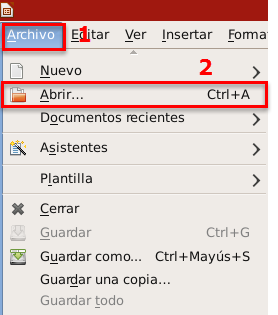 Archivo 1 Editar Ver Insertar Forma
Nuevo 2
Abrir... Ctrl+A
Documentos recientes
Asistentes
Plantilla
Cerrar
Guardar Ctrl+G
Guardar como... Ctrl+Mayús+S
Guardar una copia...
Guardar todo